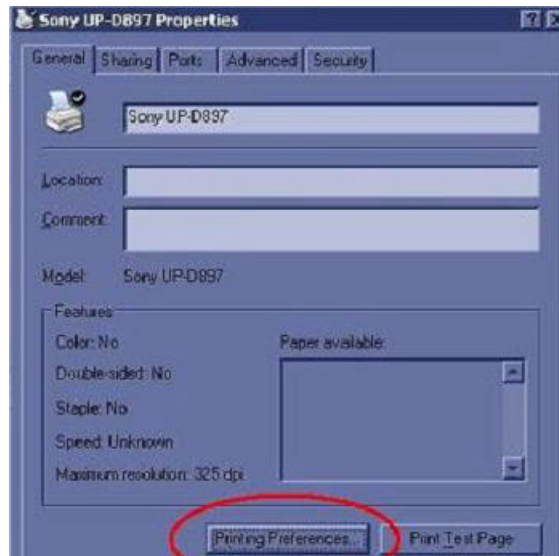 Sony UP-D897 Properties
General Sharing Ports Advanced Security
Sony UP-D897
Location:
Comment:
Model: Sony UP-D897
Features
Color: No Paper available:
Double-sided: No
Staple: No
Speed: Unknown
Maximum resolution: 325 dpi
Printing Preferences... Print Test Page